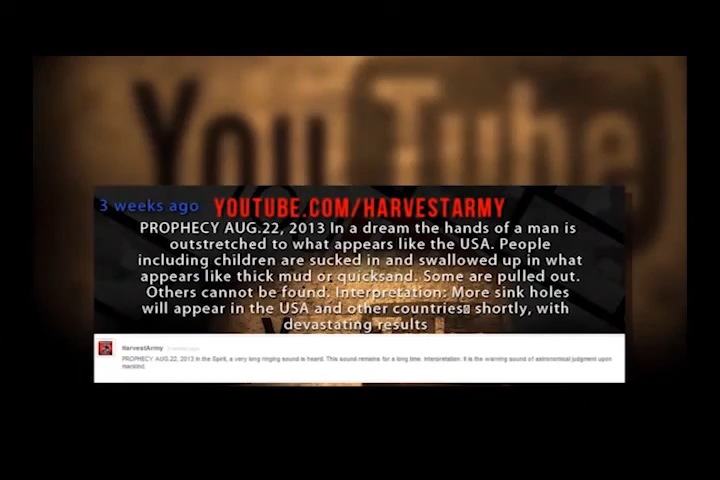 YouTube
3 weeks ago YOUTUBE.COM/HARVESTARMY
PROPHECY AUG.22, 2013 In a dream the hands of a man is
outstretched to what appears like the USA. People
including children are sucked in and swallowed up in what
appears like thick mud or quicksand. Some are pulled out.
Others cannot be found. Interpretation: More sink holes
will appear in the USA and other countries shortly, with
devastating results
HarvestArmy 3 weeks ago
PROPHECY AUG.22, 2013 In the Spirit, a very long ringing sound is heard. This sound remains for a long time. Interpretation: It is the warning sound of astronomical judgment upon
mankind.